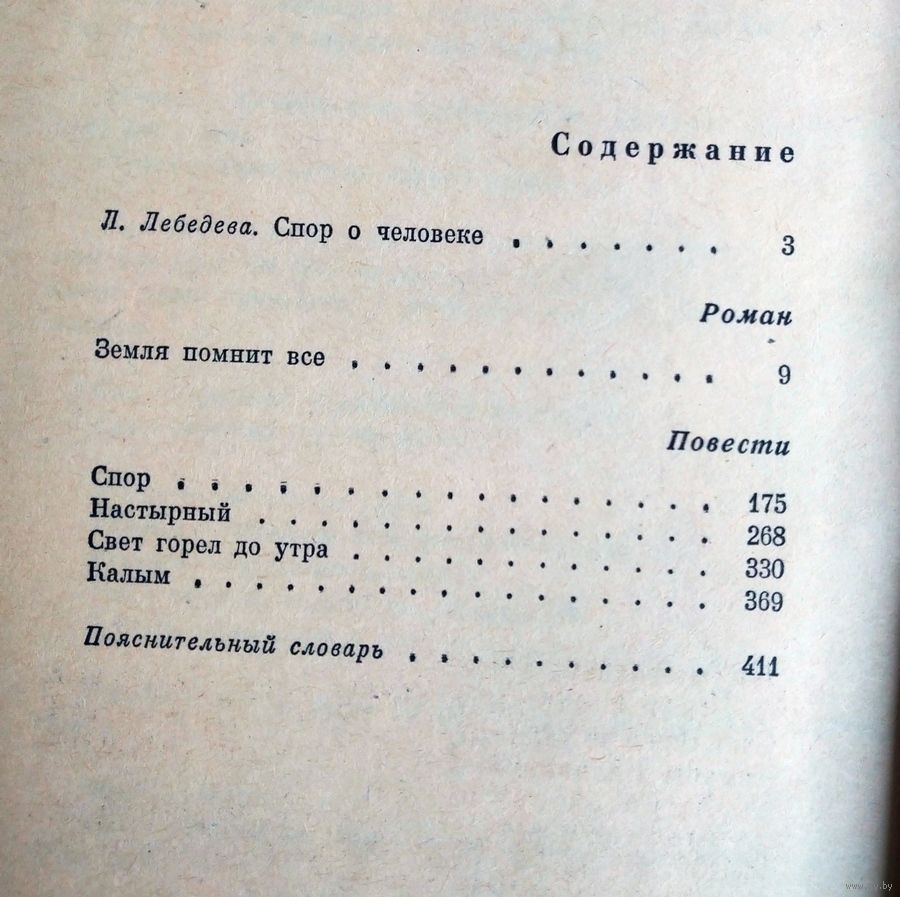 Содержание
Л. Лебедева. Спор о человеке . . . . . . . 3
Роман
Земля помнит все . . . . . . . . . . . . 9
Повести
Спор . . . . . . . . . . . . . . . . . 175
Настырный . . . . . . . . . . . . . . 268
Свет горел до утра . . . . . . . . . . . 330
Калым . . . . . . . . . . . . . . . . . 369
Пояснительный словарь . . . . . . . . . . 411